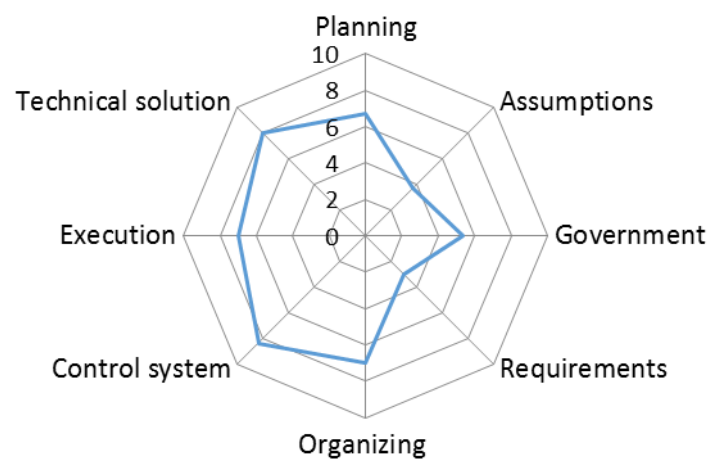 Planning
10
Technical solution
Assumptions
8
6
4
2
Execution
0
Government
Control system
Requirements
Organizing